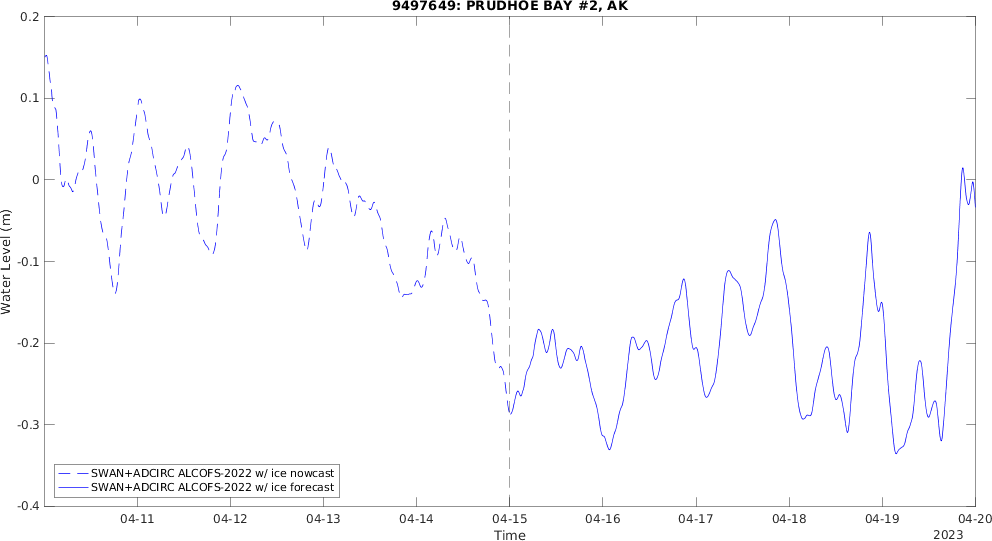 9497649: PRUDHOE BAY #2, AK
0.2
0.1
0
-0.1
-0.2
-0.3
-0.4
Water Level (m)
SWAN+ADCIRC ALCOFS-2022 w/ ice nowcast
SWAN+ADCIRC ALCOFS-2022 w/ ice forecast
04-11 04-12 04-13 04-14 04-15 04-16 04-17 04-18 04-19 04-20
Time
2023